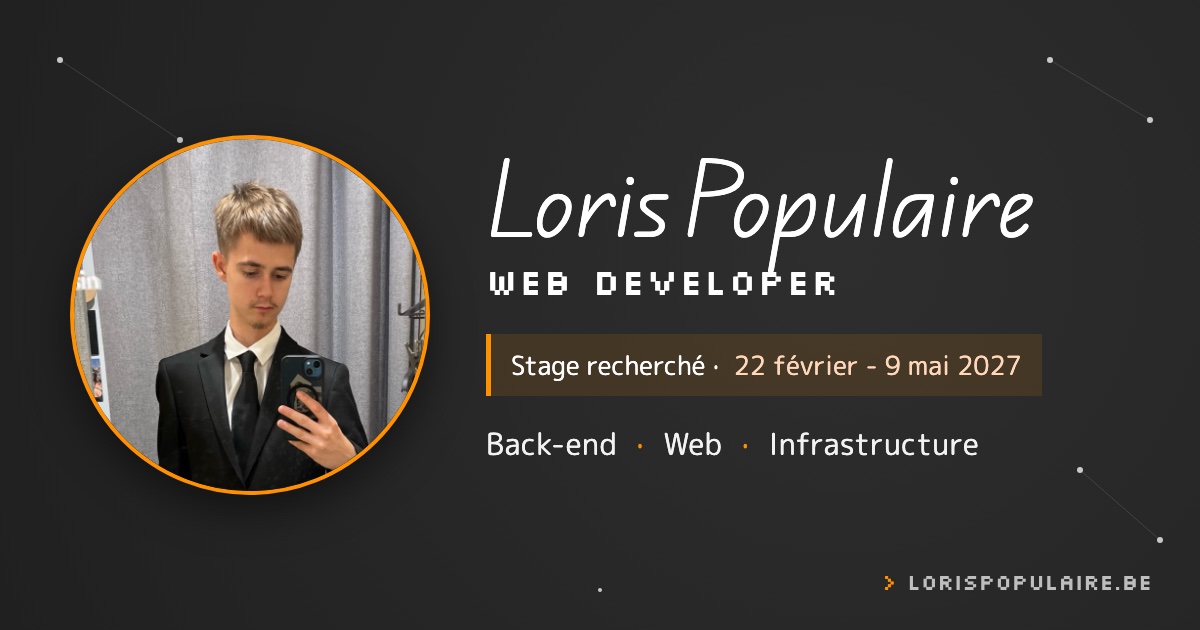 Loris Populaire
WEB DEVELOPER
Stage recherché · 22 février - 9 mai 2027
Back-end · Web · Infrastructure
> LORISPOPULAIRE.BE